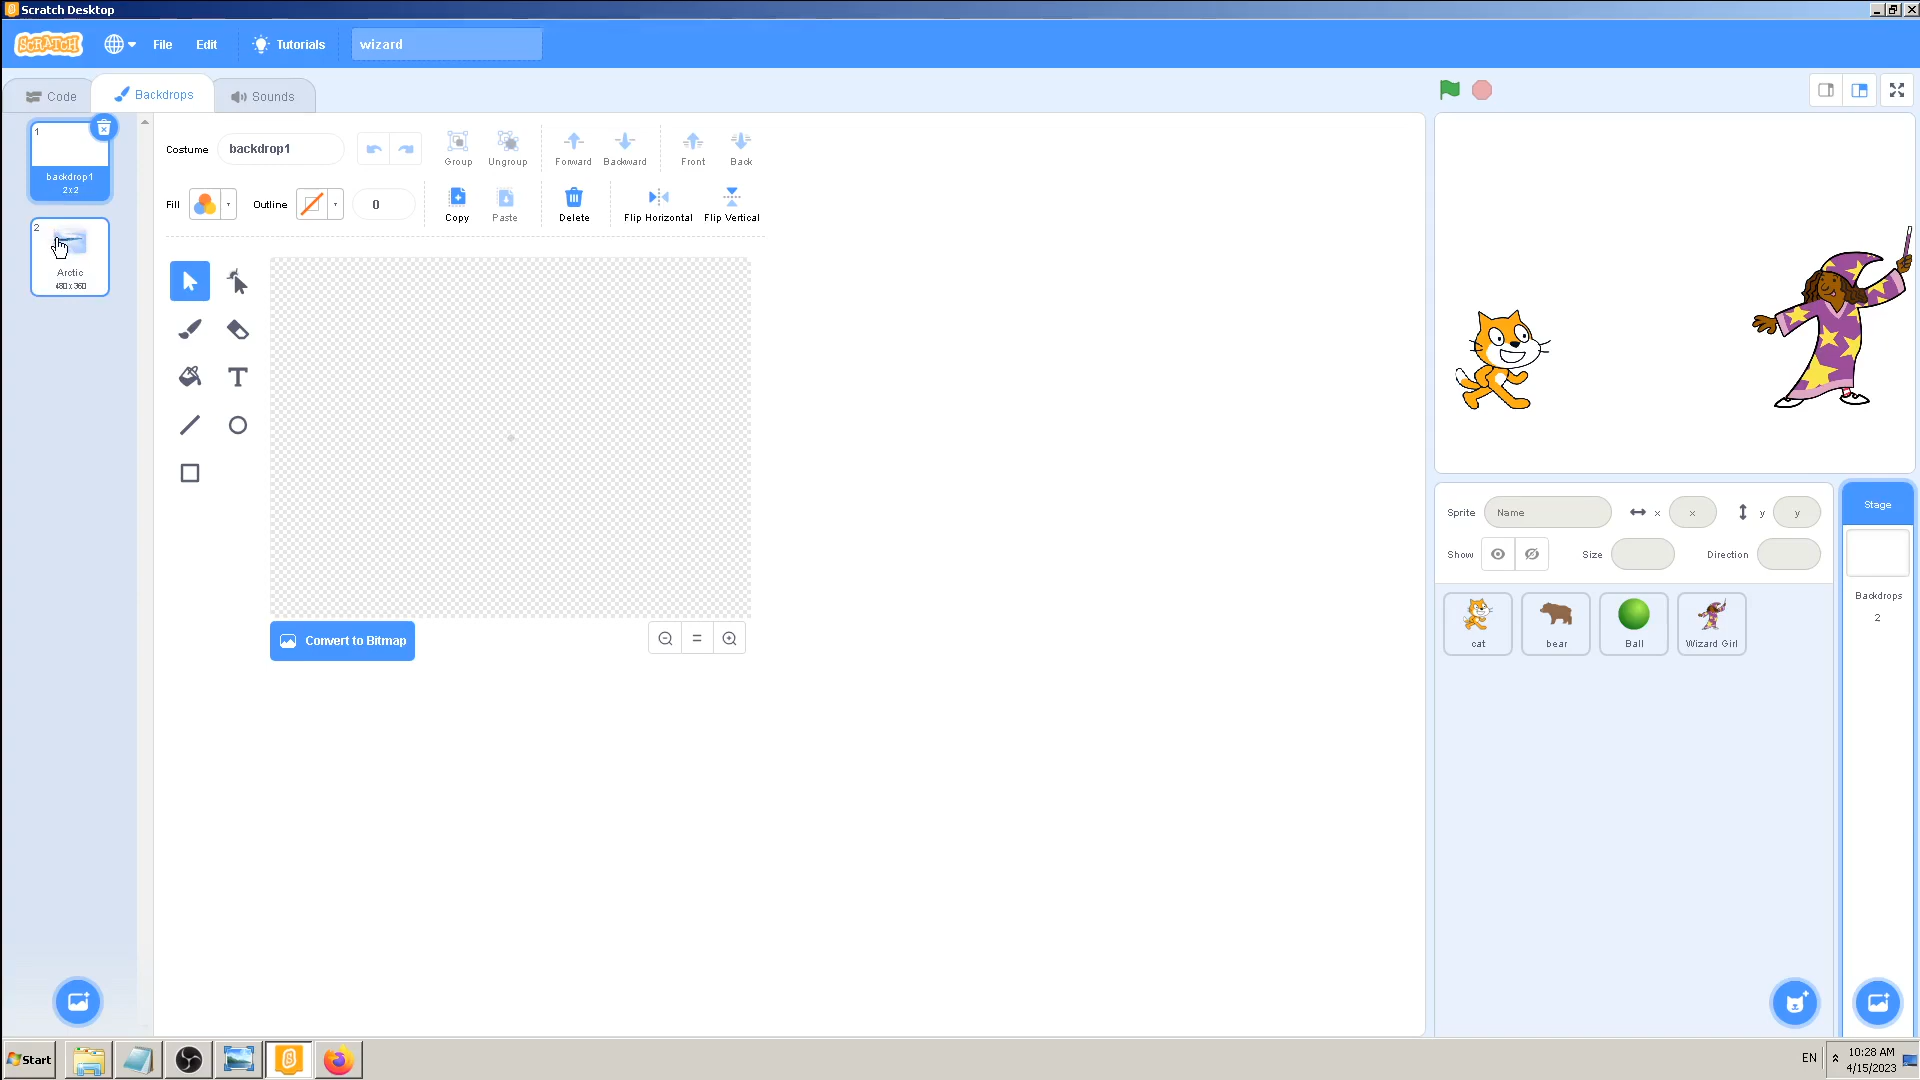 Scratch Desktop
SCRATCH
File
Edit
Tutorials
wizard
Code
Backdrops
Sounds
1
backdrop1
2x2
2
Arctic
480x360
Costume
backdrop1
Group
Ungroup
Forward
Backward
Front
Back
Fill
Outline
0
Copy
Paste
Delete
Flip Horizontal
Flip Vertical
Convert to Bitmap
Sprite
Name
x
x
y
y
Show
Size
Direction
Stage
Backdrops
2
cat
bear
Ball
Wizard Girl
Start
EN
10:28 AM
4/15/2023